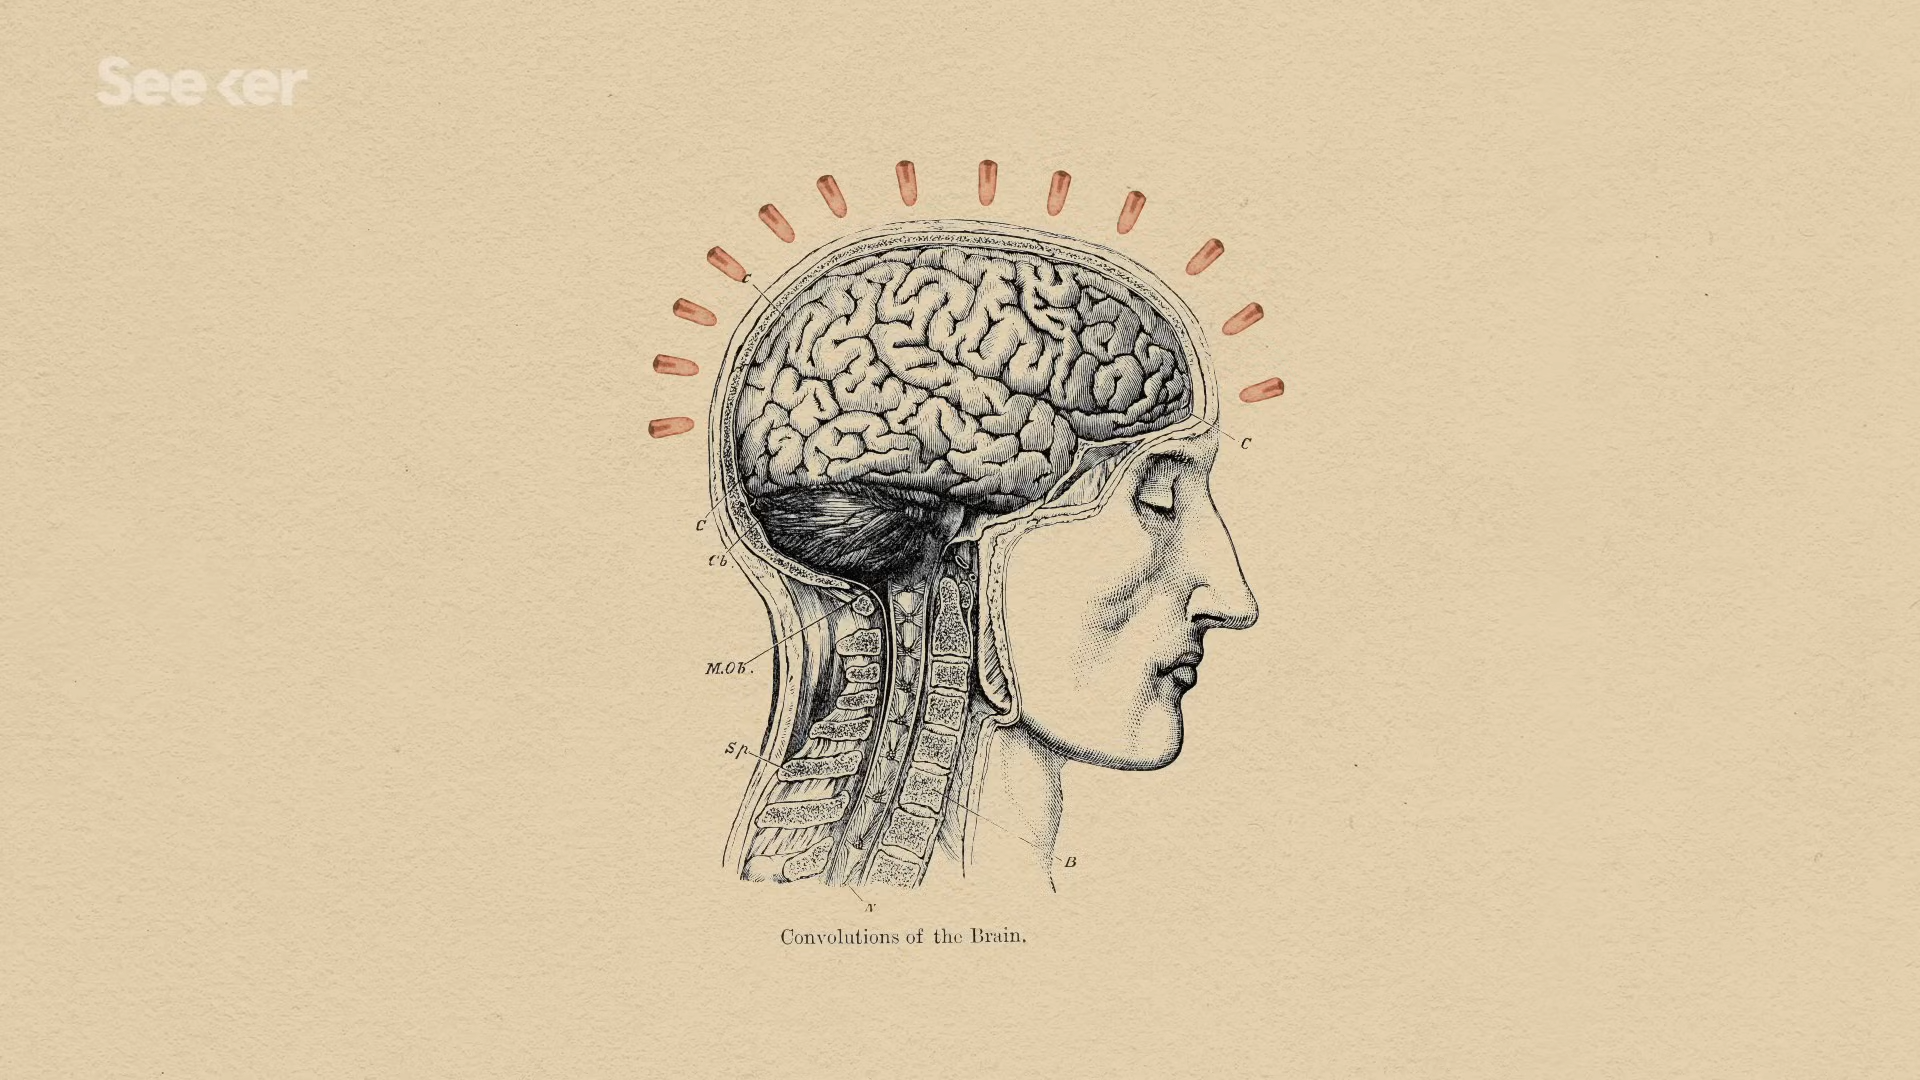 Seeker
C
C
C
Cb
M.Ob.
Sp
B
N
Convolutions of the Brain.